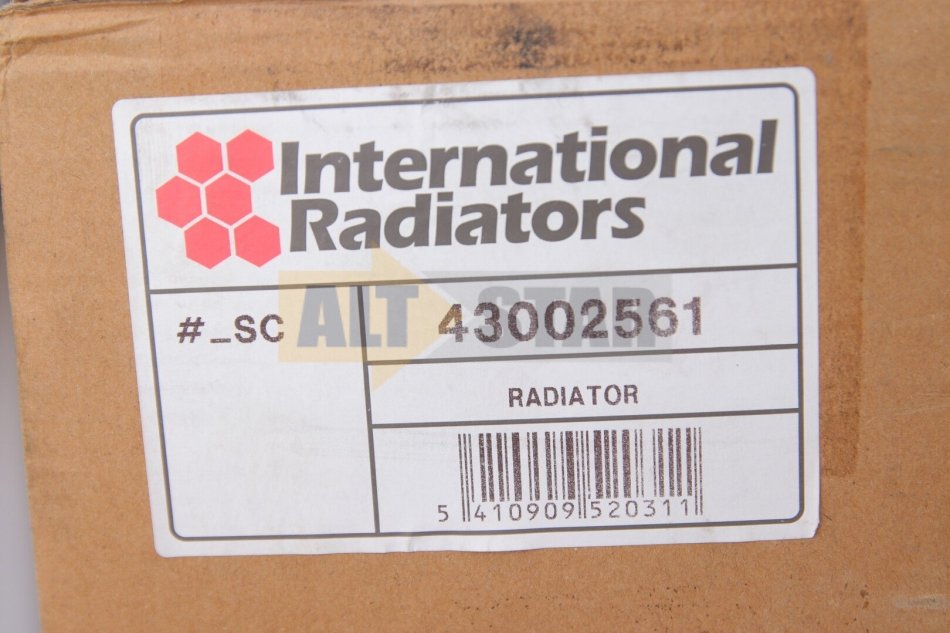 International
Radiators
#_SC
43002561
ALT STAR
RADIATOR
5 410909 520311